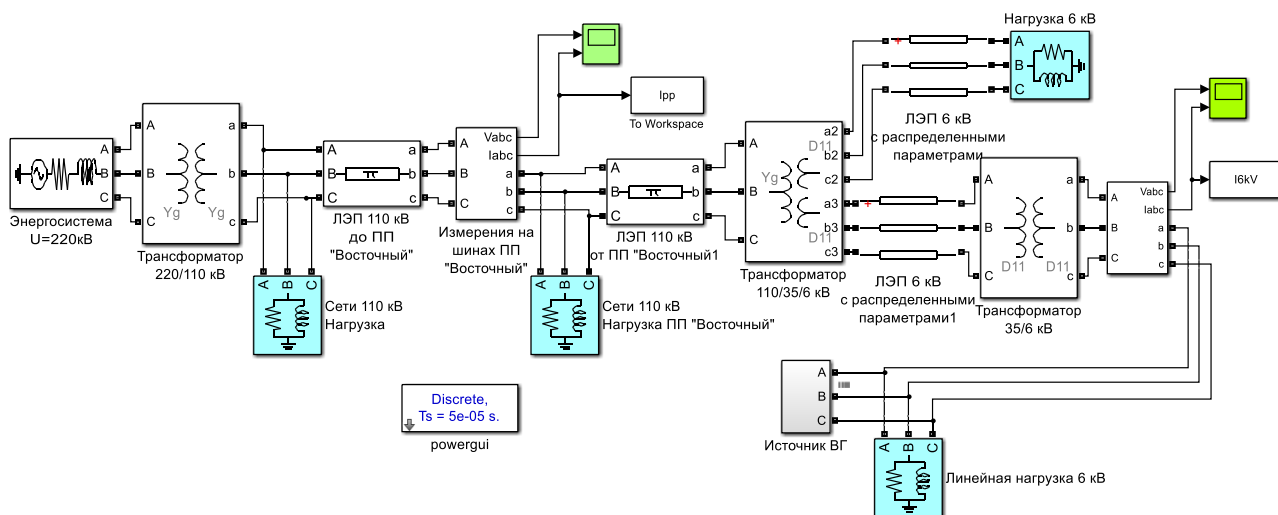 Нагрузка 6 кВ
A
B
C
Ipp
To Workspace
Vabc
Iabc
a
b
c
A
B
C
ЛЭП 6 кВ
с распределенными
параметрами
A
B
C
Энергосистема
U=220кВ
A
B
C
Yg
Yg
a
b
c
Трансформатор
220/110 кВ
A
B
C
a
b
c
ЛЭП 110 кВ
до ПП
"Восточный"
Измерения на
шинах ПП
"Восточный"
A
B
C
a
b
c
ЛЭП 110 кВ
от ПП "Восточный1
A
B
C
Yg
D11
D11
a2
b2
c2
a3
b3
c3
Трансформатор
110/35/6 кВ
ЛЭП 6 кВ
с распределенными
параметрами1
A
B
C
D11
D11
a
b
c
Трансформатор
35/6 кВ
A
B
C
Vabc
Iabc
a
b
c
I6kV
A
B
C
Сети 110 кВ
Нагрузка
A
B
C
Сети 110 кВ
Нагрузка ПП "Восточный"
Discrete,
Ts = 5e-05 s.
powergui
A
B
C
Источник ВГ
A
B
C
Линейная нагрузка 6 кВ